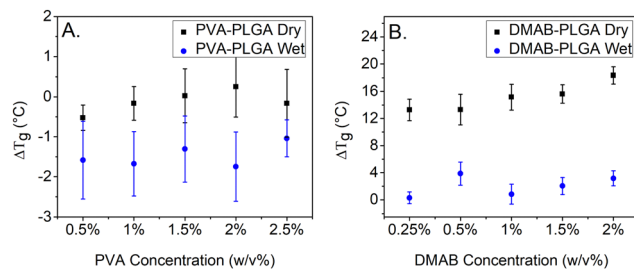 A.
PVA-PLGA Dry
PVA-PLGA Wet
ΔTg (°C)
1
0
-1
-2
-3
0.5% 1% 1.5% 2% 2.5%
PVA Concentration (w/v%)
B.
DMAB-PLGA Dry
DMAB-PLGA Wet
ΔTg (°C)
24
20
16
12
8
4
0
0.25% 0.5% 1% 1.5% 2%
DMAB Concentration (w/v%)